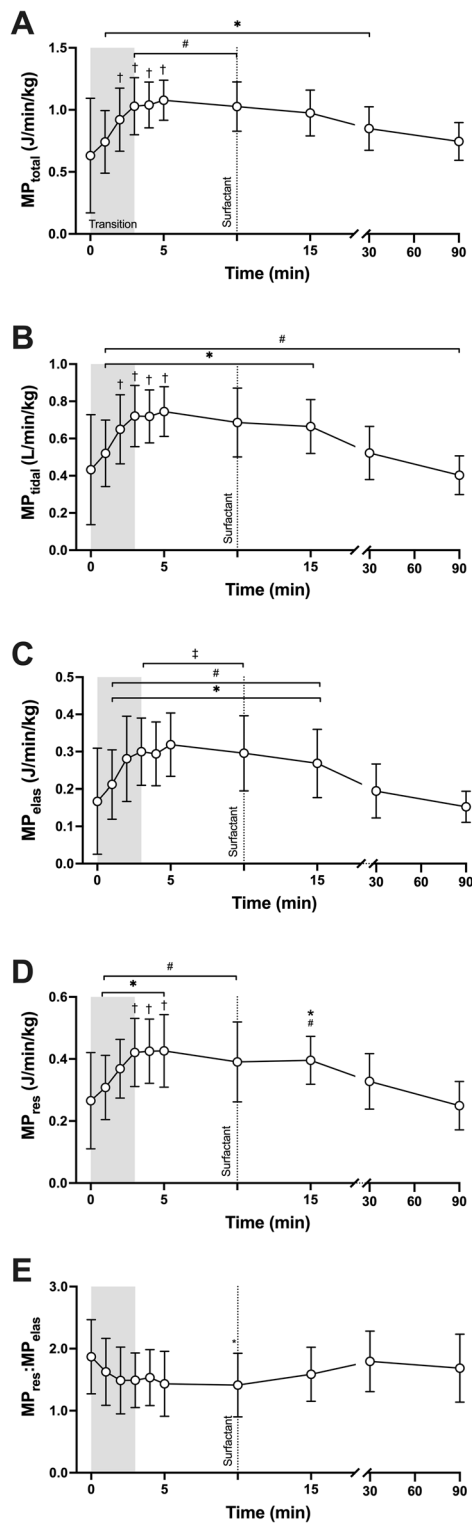 A
*
#
† † † †
1.5
1.0
0.5
0.0
MPtotal (J/min/kg)
Transition
Surfactant
0 5 15 30 60 90
Time (min)
B
#
*
† † † †
1.0
0.8
0.6
0.4
0.2
0.0
MPtidal (L/min/kg)
Surfactant
0 5 15 30 60 90
Time (min)
C
‡
#
*
0.5
0.4
0.3
0.2
0.1
0.0
MPelas (J/min/kg)
Surfactant
0 5 15 30 60 90
Time (min)
D
#
*
† † †
*
#
0.6
0.4
0.2
0.0
MPres (J/min/kg)
Surfactant
0 5 15 30 60 90
Time (min)
E
3.0
2.0
1.0
0.0
MPres:MPelas
*
Surfactant
0 5 15 30 60 90
Time (min)